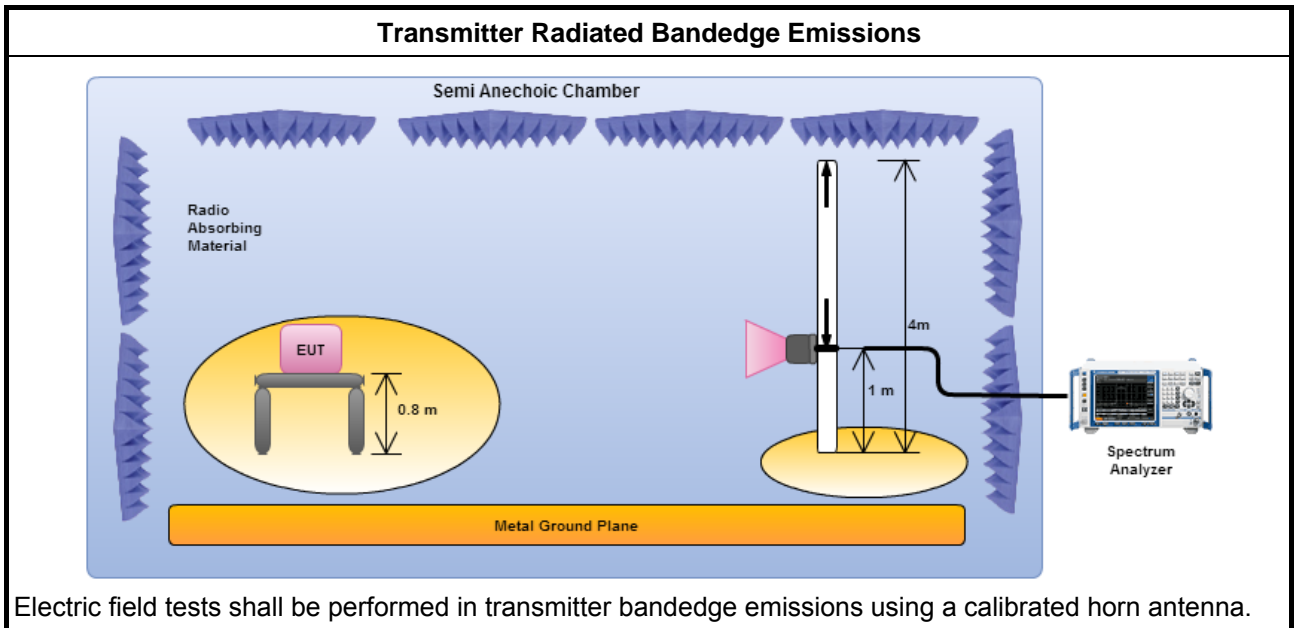 Transmitter Radiated Bandedge Emissions
Semi Anechoic Chamber
Radio
Absorbing
Material
EUT
0.8 m
4m
1 m
Spectrum
Analyzer
Metal Ground Plane
Electric field tests shall be performed in transmitter bandedge emissions using a calibrated horn antenna.